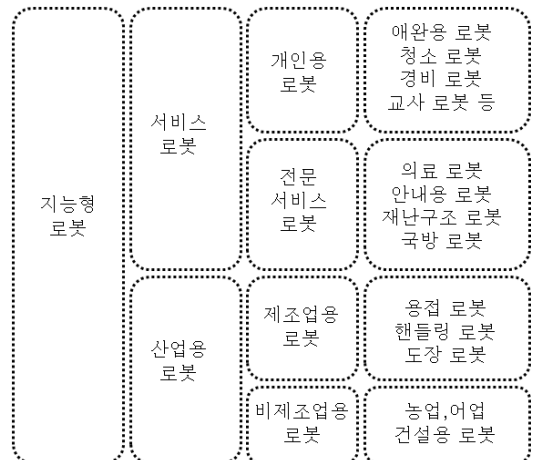 지능형
로봇
서비스
로봇
개인용
로봇
애완용 로봇
청소 로봇
경비 로봇
교사 로봇 등
전문
서비스
로봇
의료 로봇
안내용 로봇
재난구조 로봇
국방 로봇
산업용
로봇
제조업용
로봇
용접 로봇
핸들링 로봇
도장 로봇
비제조업용
로봇
농업,어업
건설용 로봇